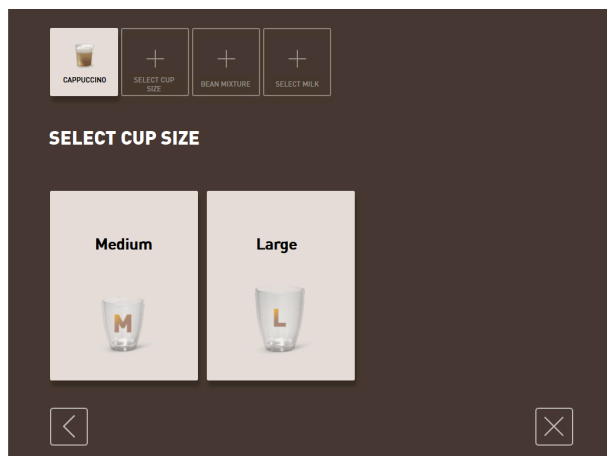 CAPPUCCINO
SELECT CUP
SIZE
BEAN MIXTURE
SELECT MILK
SELECT CUP SIZE
Medium
Large
M
L